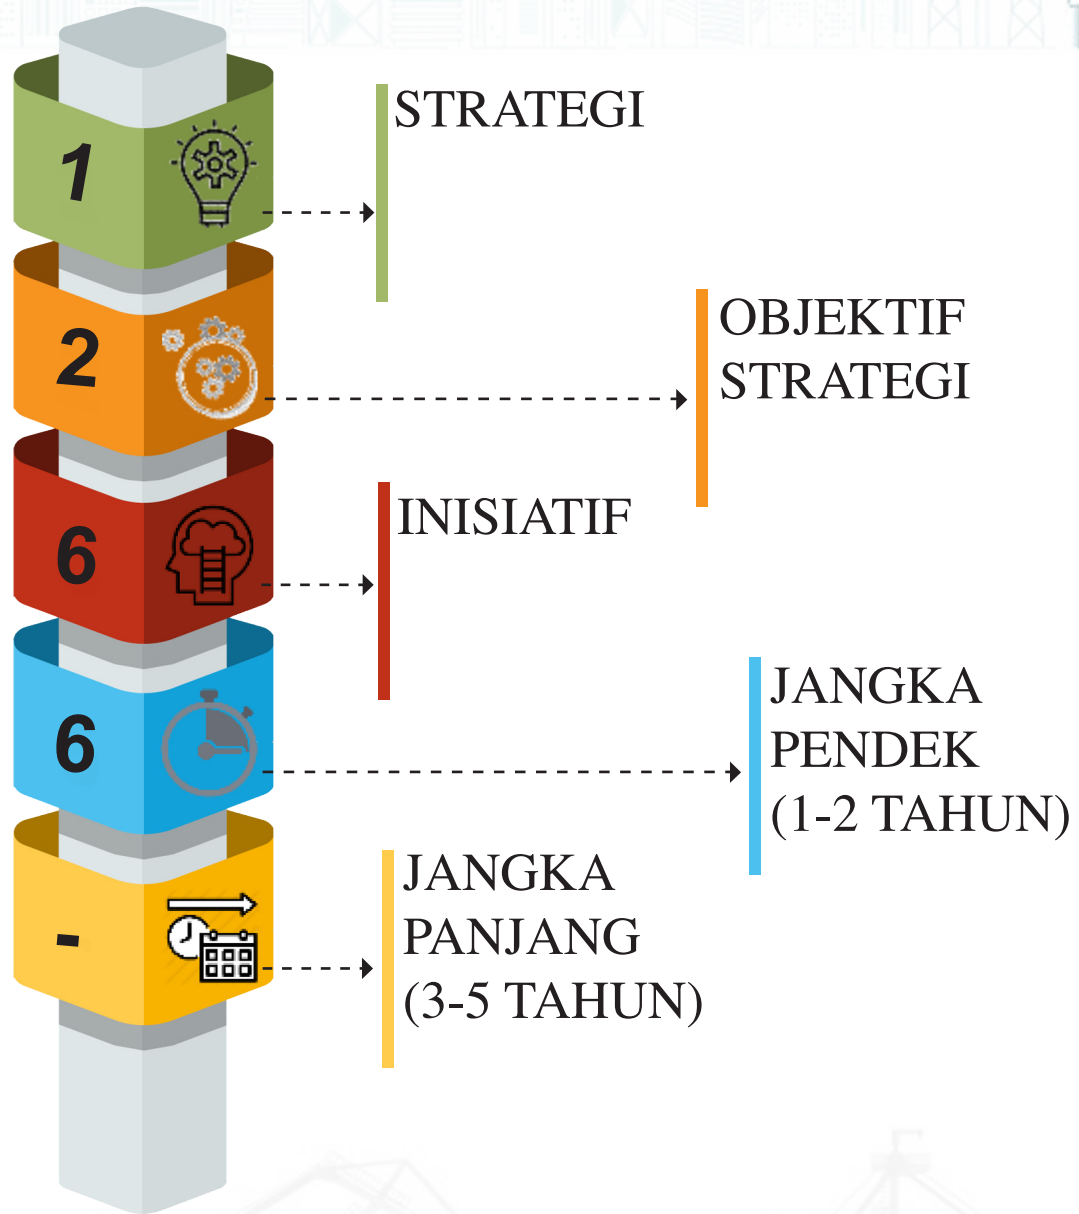 1
STRATEGI
2
OBJEKTIF
STRATEGI
6
INISIATIF
6
JANGKA
PENDEK
(1-2 TAHUN)
-
JANGKA
PANJANG
(3-5 TAHUN)